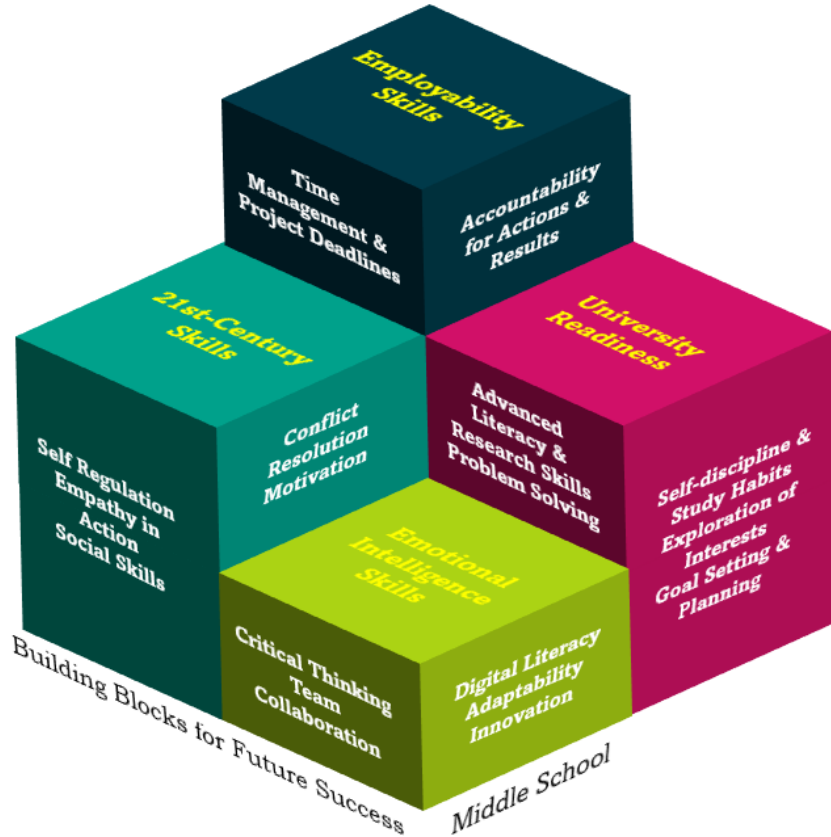 Employability
Skills
Time
Management &
Project Deadlines
Accountability
for Actions &
Results
21st-Century
Skills
Self Regulation
Empathy in
Action
Social Skills
Conflict
Resolution
Motivation
University
Readiness
Advanced
Literacy &
Research Skills
Problem Solving
Self-discipline &
Study Habits
Exploration of
Interests
Goal Setting &
Planning
Emotional
Intelligence
Skills
Critical Thinking
Team
Collaboration
Digital Literacy
Adaptability
Innovation
Building Blocks for Future Success
Middle School